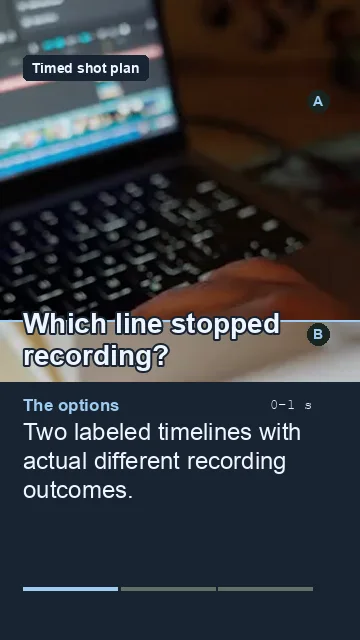 Timed shot plan
A
Which line stopped
B
recording?
The options
0–1 s
Two labeled timelines with
actual different recording
outcomes.